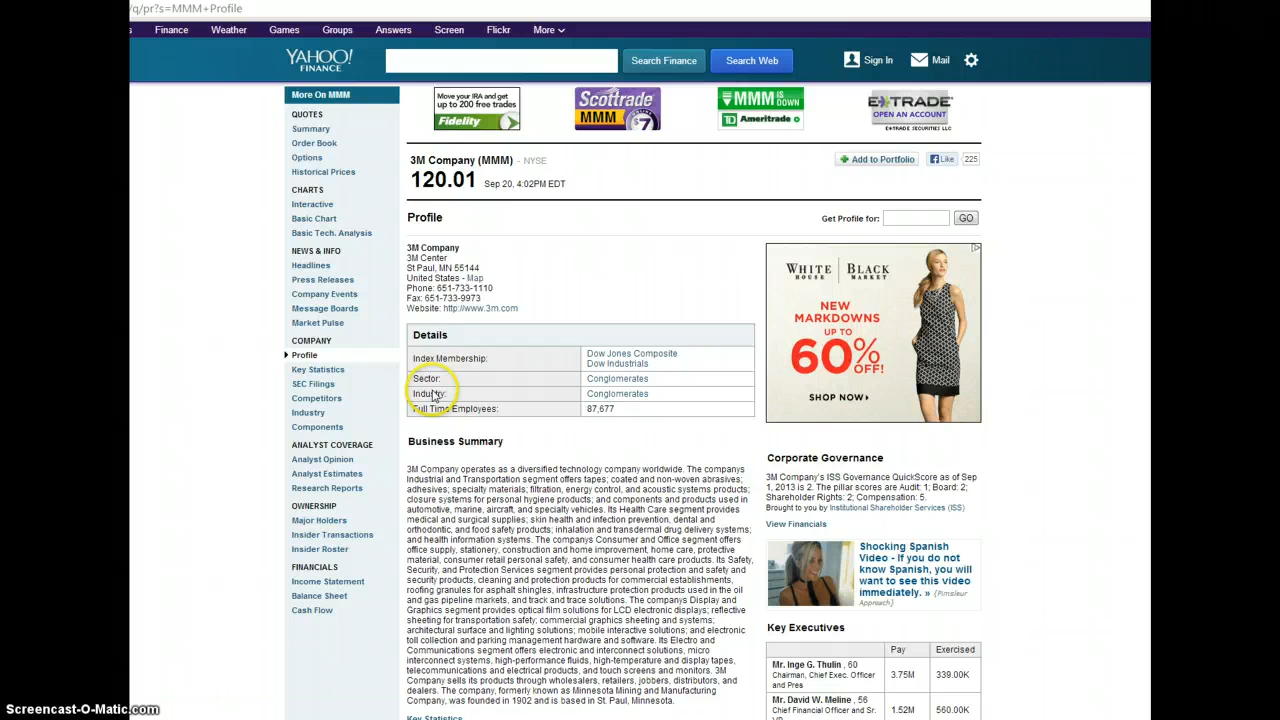 /q/pr?s=MMM+Profile
s Finance Weather Games Groups Answers Screen Flickr More
YAHOO!
FINANCE
Search Finance Search Web Sign In Mail
More On MMM
QUOTES
Summary
Order Book
Options
Historical Prices
CHARTS
Interactive
Basic Chart
Basic Tech. Analysis
NEWS & INFO
Headlines
Press Releases
Company Events
Message Boards
Market Pulse
COMPANY
Profile
Key Statistics
SEC Filings
Competitors
Industry
Components
ANALYST COVERAGE
Analyst Opinion
Analyst Estimates
Research Reports
OWNERSHIP
Major Holders
Insider Transactions
Insider Roster
FINANCIALS
Income Statement
Balance Sheet
Cash Flow
Move your IRA and get
up to 200 free trades
Fidelity
Scottrade
MMM $7
MMM IS
DOWN
TD Ameritrade
E*TRADE
OPEN AN ACCOUNT
E*TRADE SECURITIES LLC
3M Company (MMM) - NYSE
Add to Portfolio Like 225
120.01 Sep 20, 4:02PM EDT
Profile
Get Profile for: GO
3M Company
3M Center
St Paul, MN 55144
United States - Map
Phone: 651-733-1110
Fax: 651-733-9973
Website: http://www.3m.com
Details
Index Membership: Dow Jones Composite
Dow Industrials
Sector: Conglomerates
Industry: Conglomerates
Full Time Employees: 87,677
Business Summary
3M Company operates as a diversified technology company worldwide. The companys
Industrial and Transportation segment offers tapes; coated and non-woven abrasives;
adhesives; specialty materials; filtration, energy control, and acoustic systems products;
closure systems for personal hygiene products; and components and products used in
automotive, marine, aircraft, and specialty vehicles. Its Health Care segment provides
medical and surgical supplies; skin health and infection prevention, dental and
orthodontic, and food safety products; inhalation and transdermal drug delivery systems;
and health information systems. The companys Consumer and Office segment offers
office supply, stationery, construction and home improvement, home care, protective
material, consumer retail personal safety, and consumer health care products. Its Safety,
Security, and Protection Services segment provides personal protection and safety and
security products, cleaning and protection products for commercial establishments,
roofing granules for asphalt shingles, infrastructure protection products used in the oil
and gas pipeline markets, and track and trace solutions. The companys Display and
Graphics segment provides optical film solutions for LCD electronic displays; reflective
sheeting for transportation safety; commercial graphics sheeting and systems;
architectural surface and lighting solutions; mobile interactive solutions; and electronic
toll collection and parking management hardware and software. Its Electro and
Communications segment offers electronic and interconnect solutions, micro
interconnect systems, high-performance fluids, high-temperature and display tapes,
telecommunications and electrical products, and touch screens and monitors. 3M
Company sells its products through wholesalers, retailers, jobbers, distributors, and
dealers. The company, formerly known as Minnesota Mining and Manufacturing
Company, was founded in 1902 and is based in St. Paul, Minnesota.
Key Statistics
WHITE HOUSE BLACK MARKET
NEW
MARKDOWNS
UP TO
60% OFF!
SHOP NOW
Corporate Governance
3M Company's ISS Governance QuickScore as of Sep
1, 2013 is 2. The pillar scores are Audit: 1; Board: 2;
Shareholder Rights: 2; Compensation: 5.
Brought to you by Institutional Shareholder Services (ISS)
View Financials
Shocking Spanish
Video - If you do not
know Spanish, you will
want to see this video
immediately. » {Pimsleur
Approach}
Key Executives
Pay Exercised
Mr. Inge G. Thulin , 60
Chairman, Chief Exec. Officer
and Pres
3.75M 339.00K
Mr. David W. Meline , 56
Chief Financial Officer and Sr.
VP
1.52M 560.00K
Screencast-O-Matic.com